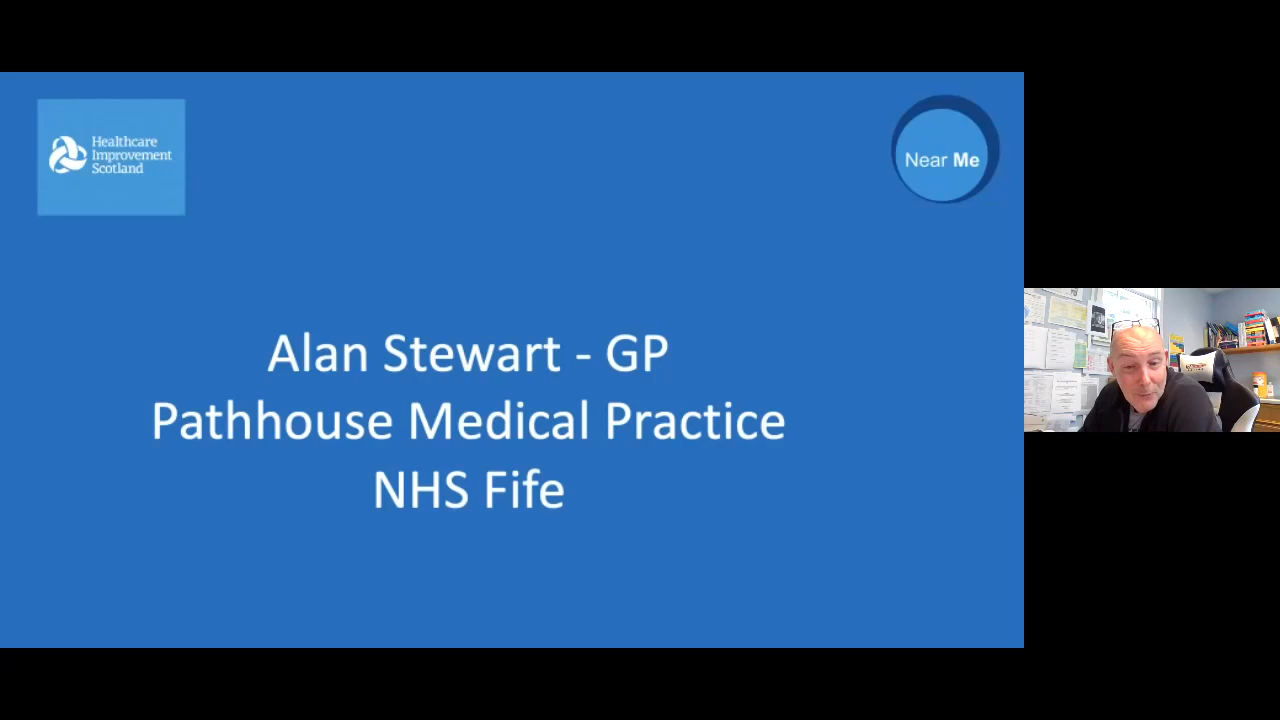 Healthcare
Improvement
Scotland
Near Me
Alan Stewart - GP
Pathhouse Medical Practice
NHS Fife